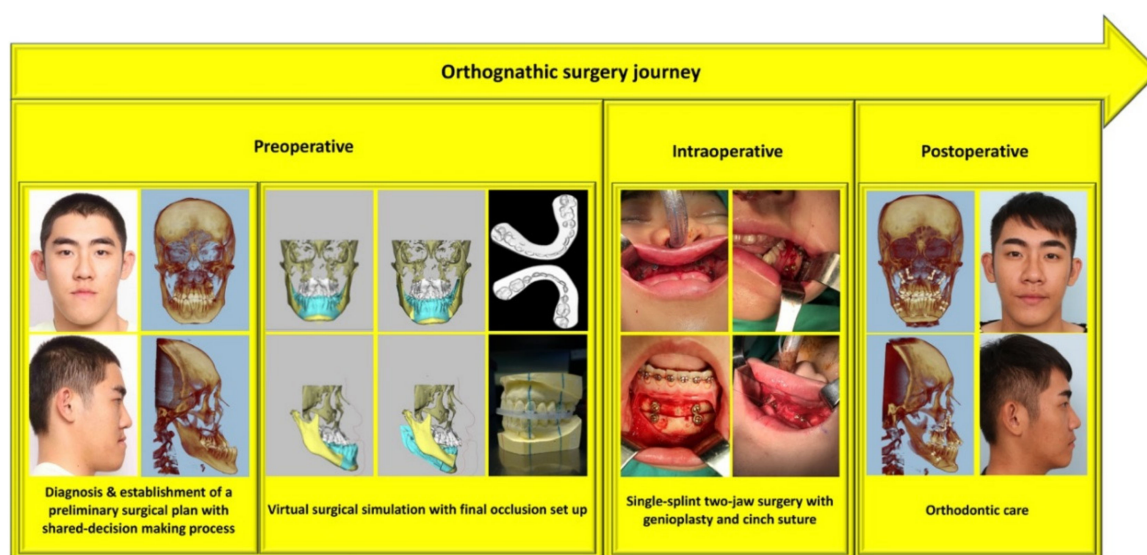 Orthognathic surgery journey
Preoperative
Intraoperative
Postoperative
Diagnosis & establishment of a
preliminary surgical plan with
shared-decision making process
Virtual surgical simulation with final occlusion set up
Single-splint two-jaw surgery with
genioplasty and cinch suture
Orthodontic care